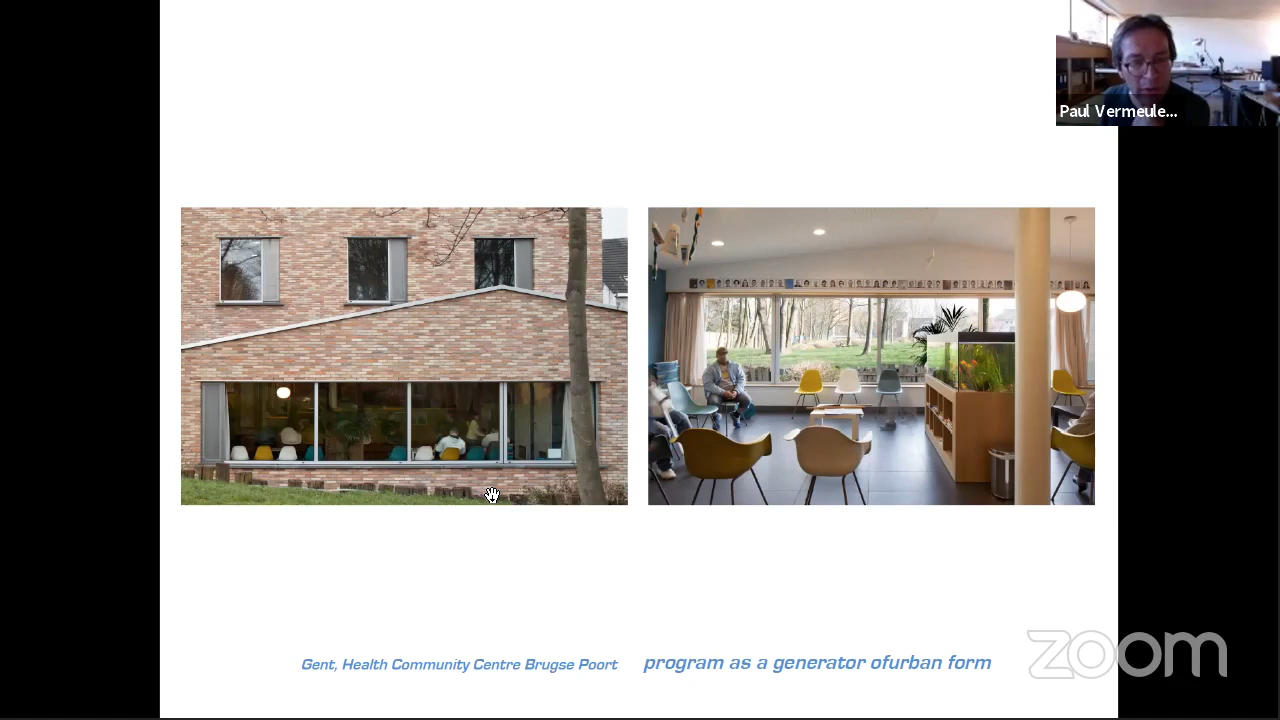 Paul Vermeule...
Gent, Health Community Centre Brugse Poort
program as a generator ofurban form
zoom